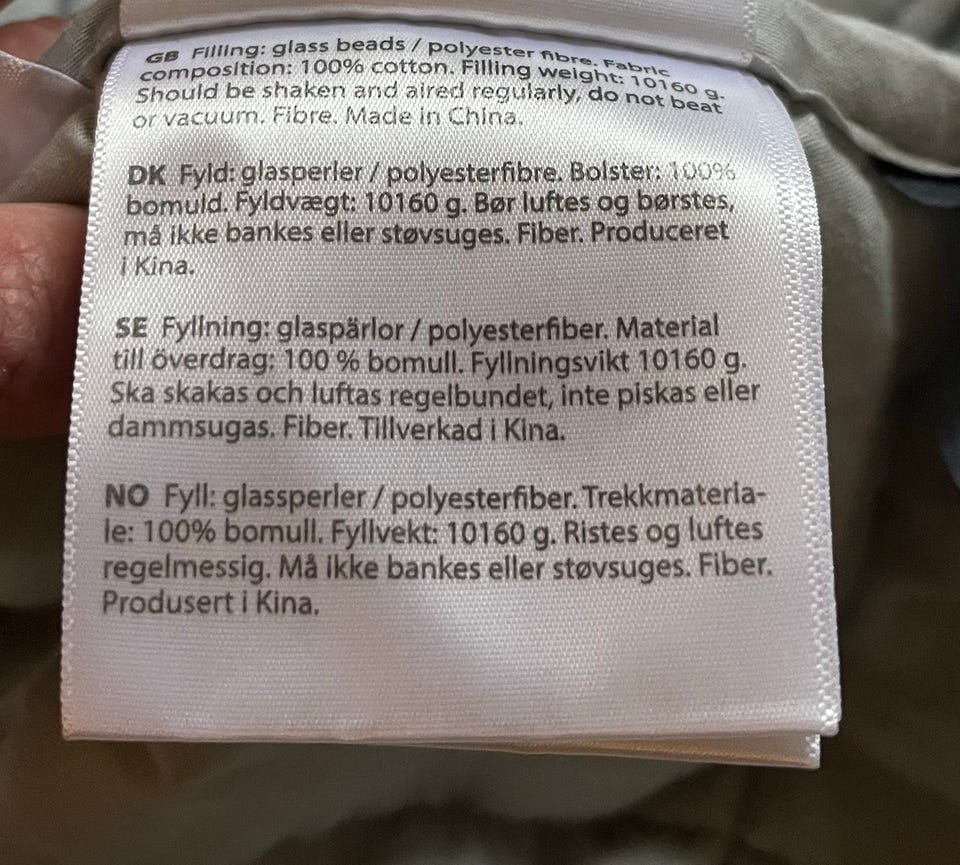 GB Filling: glass beads / polyester fibre. Fabric
composition: 100% cotton. Filling weight: 10160 g.
Should be shaken and aired regularly, do not beat
or vacuum. Fibre. Made in China.
DK Fyld: glasperler / polyesterfibre. Bolster: 100%
bomuld. Fyldvægt: 10160 g. Bør luftes og børstes,
må ikke bankes eller støvsuges. Fiber. Produceret
i Kina.
SE Fyllning: glaspärlor / polyesterfiber. Material
till överdrag: 100 % bomull. Fyllningsvikt 10160 g.
Ska skakas och luftas regelbundet, inte piskas eller
dammsugas. Fiber. Tillverkad i Kina.
NO Fyll: glassperler / polyesterfiber. Trekkmateria-
le: 100% bomull. Fyllvekt: 10160 g. Ristes og luftes
regelmessig. Må ikke bankes eller støvsuges. Fiber.
Produsert i Kina.